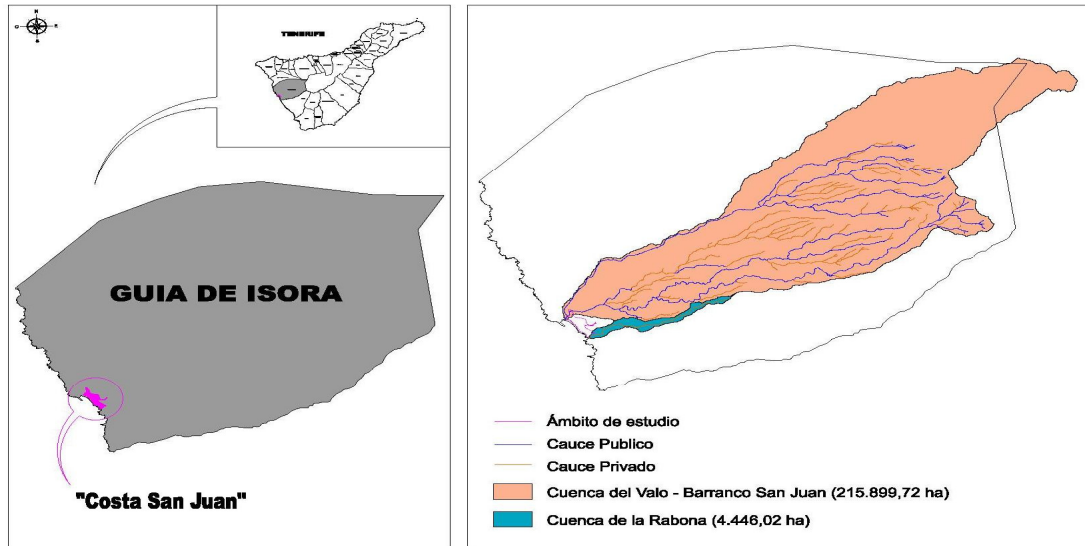 N
O
E
S
TENERIFE
GUIA DE ISORA
"Costa San Juan"
Ámbito de estudio
Cauce Publico
Cauce Privado
Cuenca del Valo - Barranco San Juan (215.899,72 ha)
Cuenca de la Rabona (4.446,02 ha)